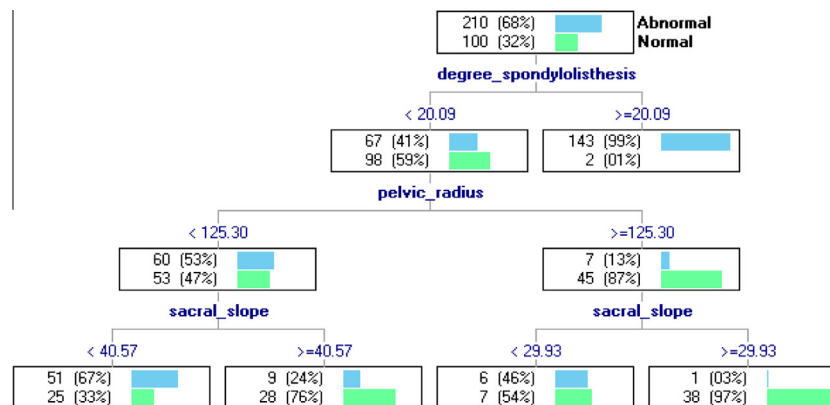 210 (68%) Abnormal
100 (32%) Normal
degree_spondylolisthesis
< 20.09 >=20.09
67 (41%) 143 (99%)
98 (59%) 2 (01%)
pelvic_radius
< 125.30 >=125.30
60 (53%) 7 (13%)
53 (47%) 45 (87%)
sacral_slope sacral_slope
< 40.57 >=40.57 < 29.93 >=29.93
51 (67%) 9 (24%) 6 (46%) 1 (03%)
25 (33%) 28 (76%) 7 (54%) 38 (97%)